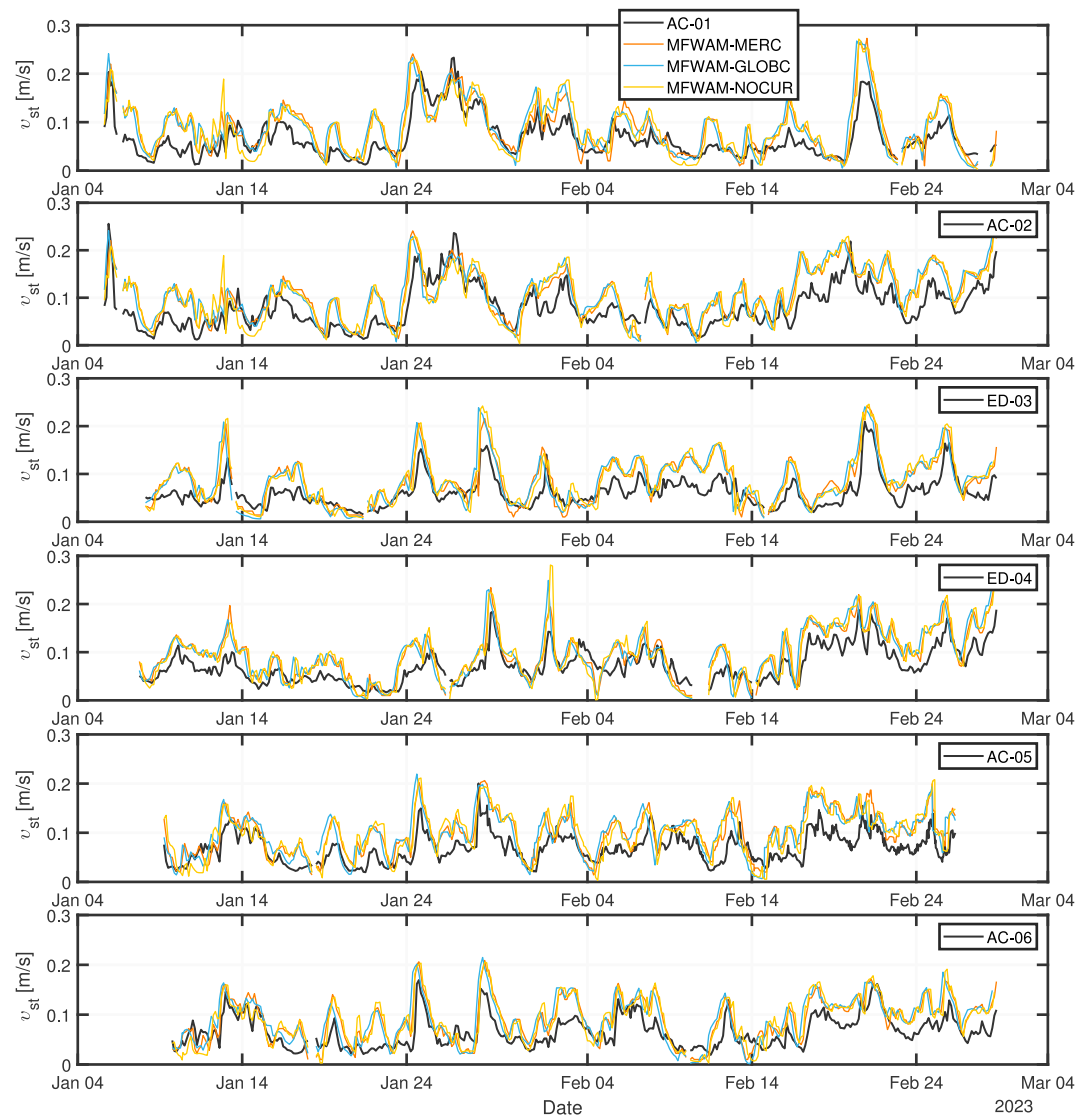 AC-01
MFWAM-MERC
MFWAM-GLOBC
MFWAM-NOCUR
v_st [m/s]
0.3
0.2
0.1
0
Jan 04 Jan 14 Jan 24 Feb 04 Feb 14 Feb 24 Mar 04
AC-02
v_st [m/s]
0.3
0.2
0.1
0
Jan 04 Jan 14 Jan 24 Feb 04 Feb 14 Feb 24 Mar 04
ED-03
v_st [m/s]
0.3
0.2
0.1
0
Jan 04 Jan 14 Jan 24 Feb 04 Feb 14 Feb 24 Mar 04
ED-04
v_st [m/s]
0.3
0.2
0.1
0
Jan 04 Jan 14 Jan 24 Feb 04 Feb 14 Feb 24 Mar 04
AC-05
v_st [m/s]
0.3
0.2
0.1
0
Jan 04 Jan 14 Jan 24 Feb 04 Feb 14 Feb 24 Mar 04
AC-06
v_st [m/s]
0.3
0.2
0.1
0
Jan 04 Jan 14 Jan 24 Feb 04 Feb 14 Feb 24 Mar 04
Date
2023